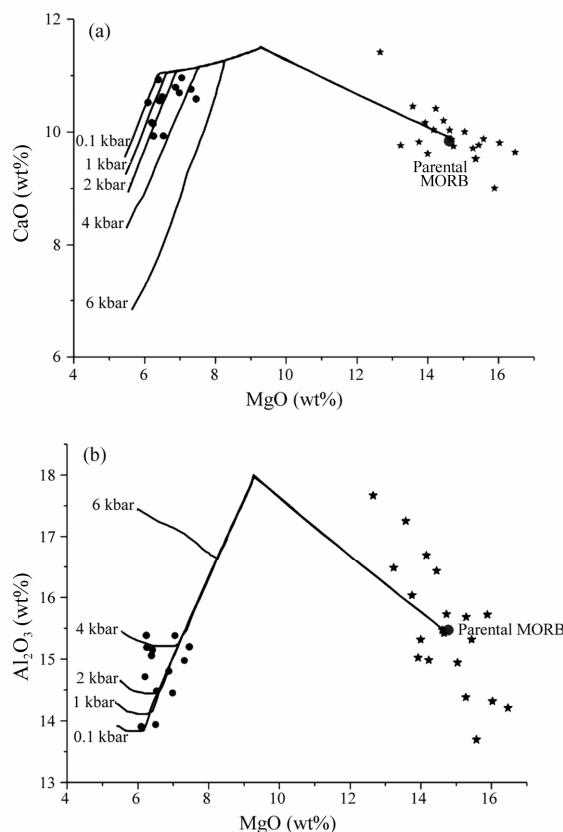 (a)
12
10
8
6
CaO (wt%)
0.1 kbar
1 kbar
2 kbar
4 kbar
6 kbar
Parental
MORB
4 6 8 10 12 14 16
MgO (wt%)
(b)
18
17
16
15
14
13
Al₂O₃ (wt%)
6 kbar
4 kbar
2 kbar
1 kbar
0.1 kbar
Parental MORB
4 6 8 10 12 14 16
MgO (wt%)